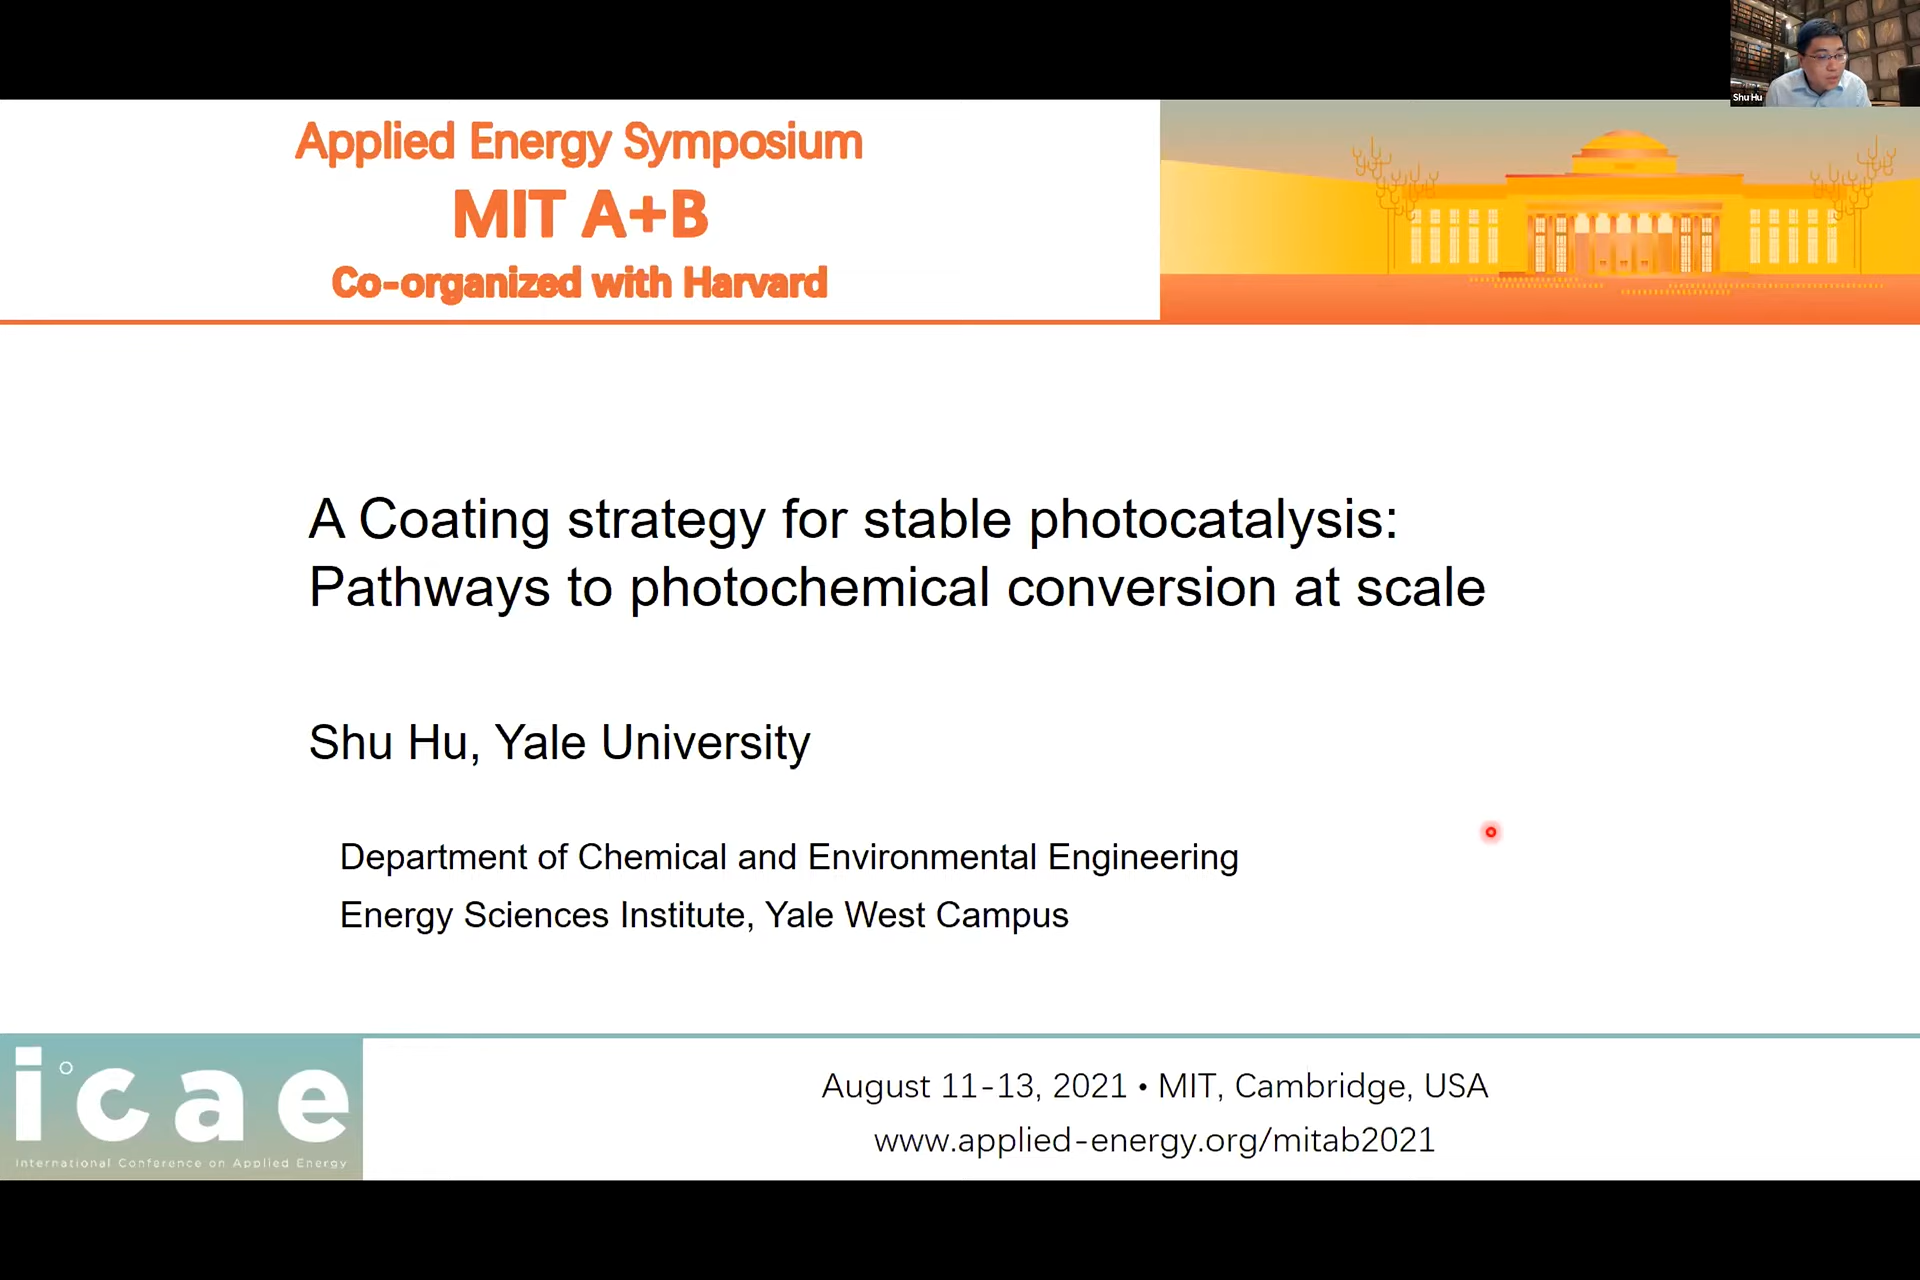 Shu Hu
Applied Energy Symposium
MIT A+B
Co-organized with Harvard
A Coating strategy for stable photocatalysis:
Pathways to photochemical conversion at scale
Shu Hu, Yale University
Department of Chemical and Environmental Engineering
Energy Sciences Institute, Yale West Campus
icae
International Conference on Applied Energy
August 11-13, 2021 • MIT, Cambridge, USA
www.applied-energy.org/mitab2021